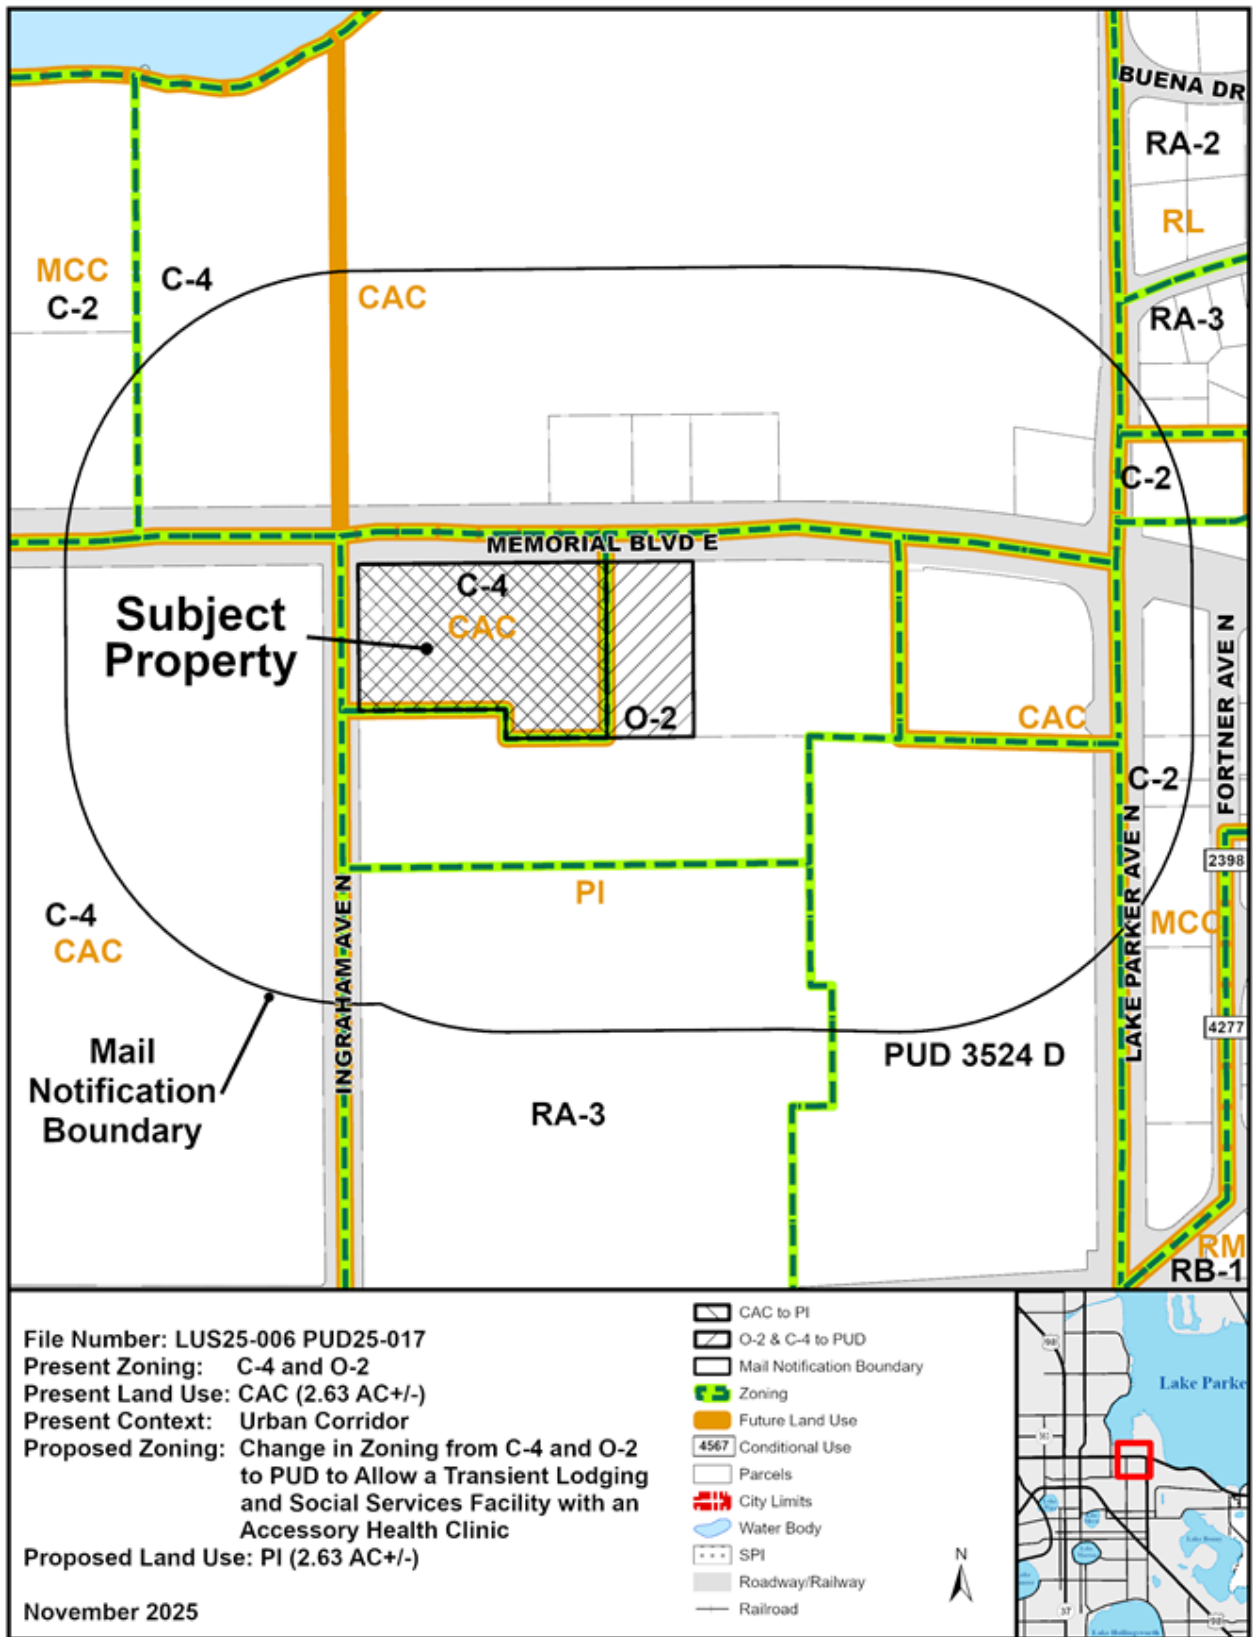 BUENA DR
RA-2
RL
MCC
C-2
C-4
CAC
RA-3
C-2
MEMORIAL BLVD E
C-4
CAC
Subject
Property
O-2
CAC
C-2
FORTNER AVE N
2398
PI
MCC
C-4
CAC
INGRAHAM AVE N
LAKE PARKER AVE N
4277
Mail
Notification
Boundary
PUD 3524 D
RA-3
RM
RB-1
File Number: LUS25-006 PUD25-017
Present Zoning: C-4 and O-2
Present Land Use: CAC (2.63 AC+/-)
Present Context: Urban Corridor
Proposed Zoning: Change in Zoning from C-4 and O-2
to PUD to Allow a Transient Lodging
and Social Services Facility with an
Accessory Health Clinic
Proposed Land Use: PI (2.63 AC+/-)
November 2025
CAC to PI
O-2 & C-4 to PUD
Mail Notification Boundary
Zoning
Future Land Use
4567 Conditional Use
Parcels
City Limits
Water Body
SPI
Roadway/Railway
Railroad
N
98
Lake Parke
37
98
Lake Hollingsworth